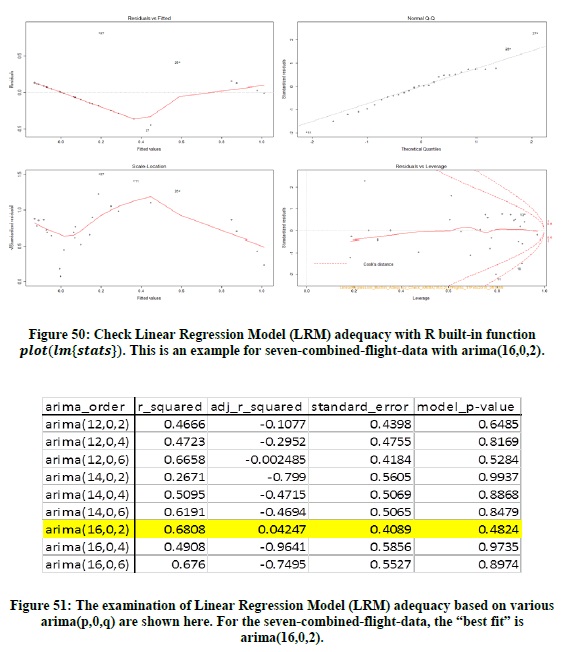 Residuals vs Fitted
Normal Q-Q
Residuals
Standardized residuals
Fitted values
Theoretical Quantiles
Scale-Location
Residuals vs Leverage
Standardized residuals
Cook's distance
Fitted values
Leverage
Figure 50: Check Linear Regression Model (LRM) adequacy with R built-in function
plot(lm{stats}). This is an example for seven-combined-flight-data with arima(16,0,2).
arima_order r_squared adj_r_squared standard_error model_p-value
arima(12,0,2) 0.4666 -0.1077 0.4398 0.6485
arima(12,0,4) 0.4723 -0.2952 0.4755 0.8169
arima(12,0,6) 0.6658 -0.002485 0.4184 0.5284
arima(14,0,2) 0.2671 -0.799 0.5605 0.9937
arima(14,0,4) 0.5095 -0.4715 0.5069 0.8868
arima(14,0,6) 0.6191 -0.4694 0.5065 0.8479
arima(16,0,2) 0.6808 0.04247 0.4089 0.4824
arima(16,0,4) 0.4908 -0.9641 0.5856 0.9735
arima(16,0,6) 0.676 -0.7495 0.5527 0.8974
Figure 51: The examination of Linear Regression Model (LRM) adequacy based on various
arima(p,0,q) are shown here. For the seven-combined-flight-data, the “best fit” is
arima(16,0,2).